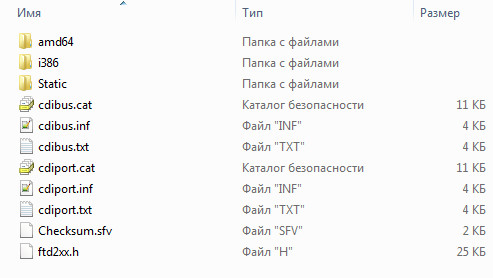 Имя Тип Размер
amd64 Папка с файлами
i386 Папка с файлами
Static Папка с файлами
cdibus.cat Каталог безопасности 11 КБ
cdibus.inf Файл "INF" 4 КБ
cdibus.txt Файл "TXT" 4 КБ
cdiport.cat Каталог безопасности 11 КБ
cdiport.inf Файл "INF" 4 КБ
cdiport.txt Файл "TXT" 4 КБ
Checksum.sfv Файл "SFV" 2 КБ
ftd2xx.h Файл "H" 25 КБ